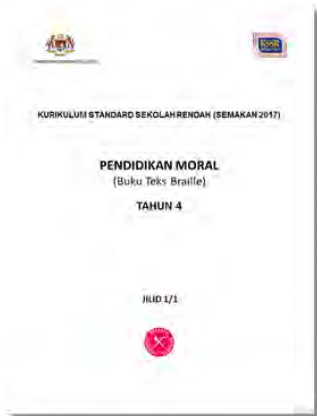 KURIKULUM STANDARD SEKOLAH RENDAH (SEMAKAN 2017)
PENDIDIKAN MORAL
(Buku Teks Braille)
TAHUN 4
JILID 1/1